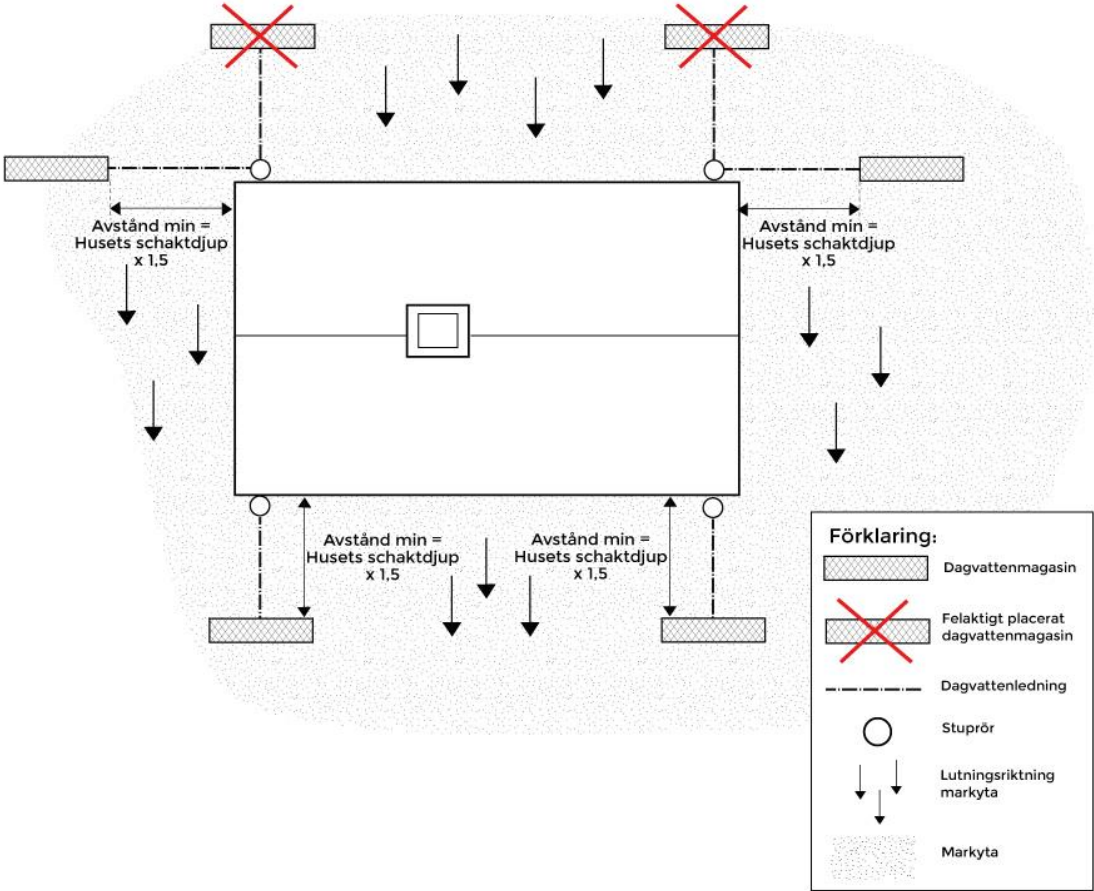 Avstånd min =
Husets schaktdjup
x 1,5
Avstånd min =
Husets schaktdjup
x 1,5
Avstånd min =
Husets schaktdjup
x 1,5
Avstånd min =
Husets schaktdjup
x 1,5
Förklaring:
Dagvattenmagasin
Felaktigt placerat
dagvattenmagasin
Dagvattenledning
Stuprör
Lutningsriktning
markyta
Markyta